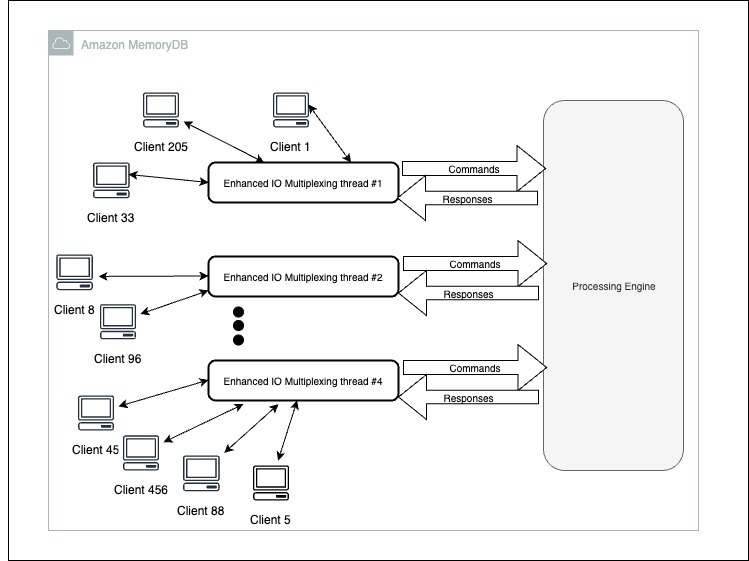 Amazon MemoryDB
Client 205
Client 1
Enhanced IO Multiplexing thread #1
Commands
Responses
Client 33
Enhanced IO Multiplexing thread #2
Commands
Responses
Processing Engine
Client 8
Client 96
Enhanced IO Multiplexing thread #4
Commands
Responses
Client 45
Client 456
Client 88
Client 5